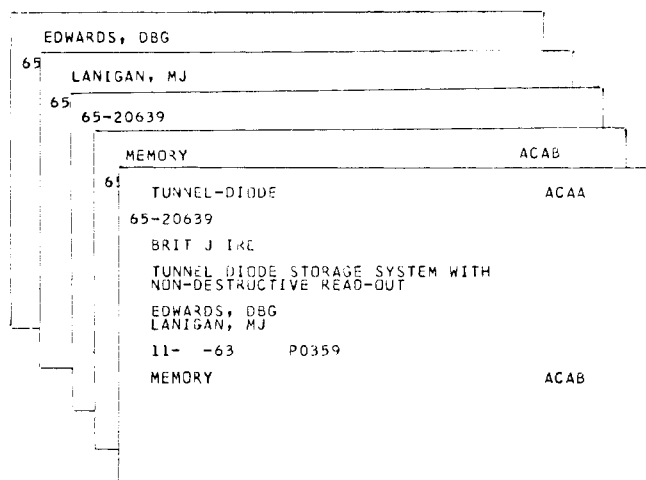 EDWARDS, DBG
65
LANIGAN, MJ
65
65-20639
MEMORY ACAB
65
TUNNEL-DIODE ACAA
65-20639
BRIT J IRE
TUNNEL DIODE STORAGE SYSTEM WITH
NON-DESTRUCTIVE READ-OUT
EDWARDS, DBG
LANIGAN, MJ
11- -63 P0359
MEMORY ACAB